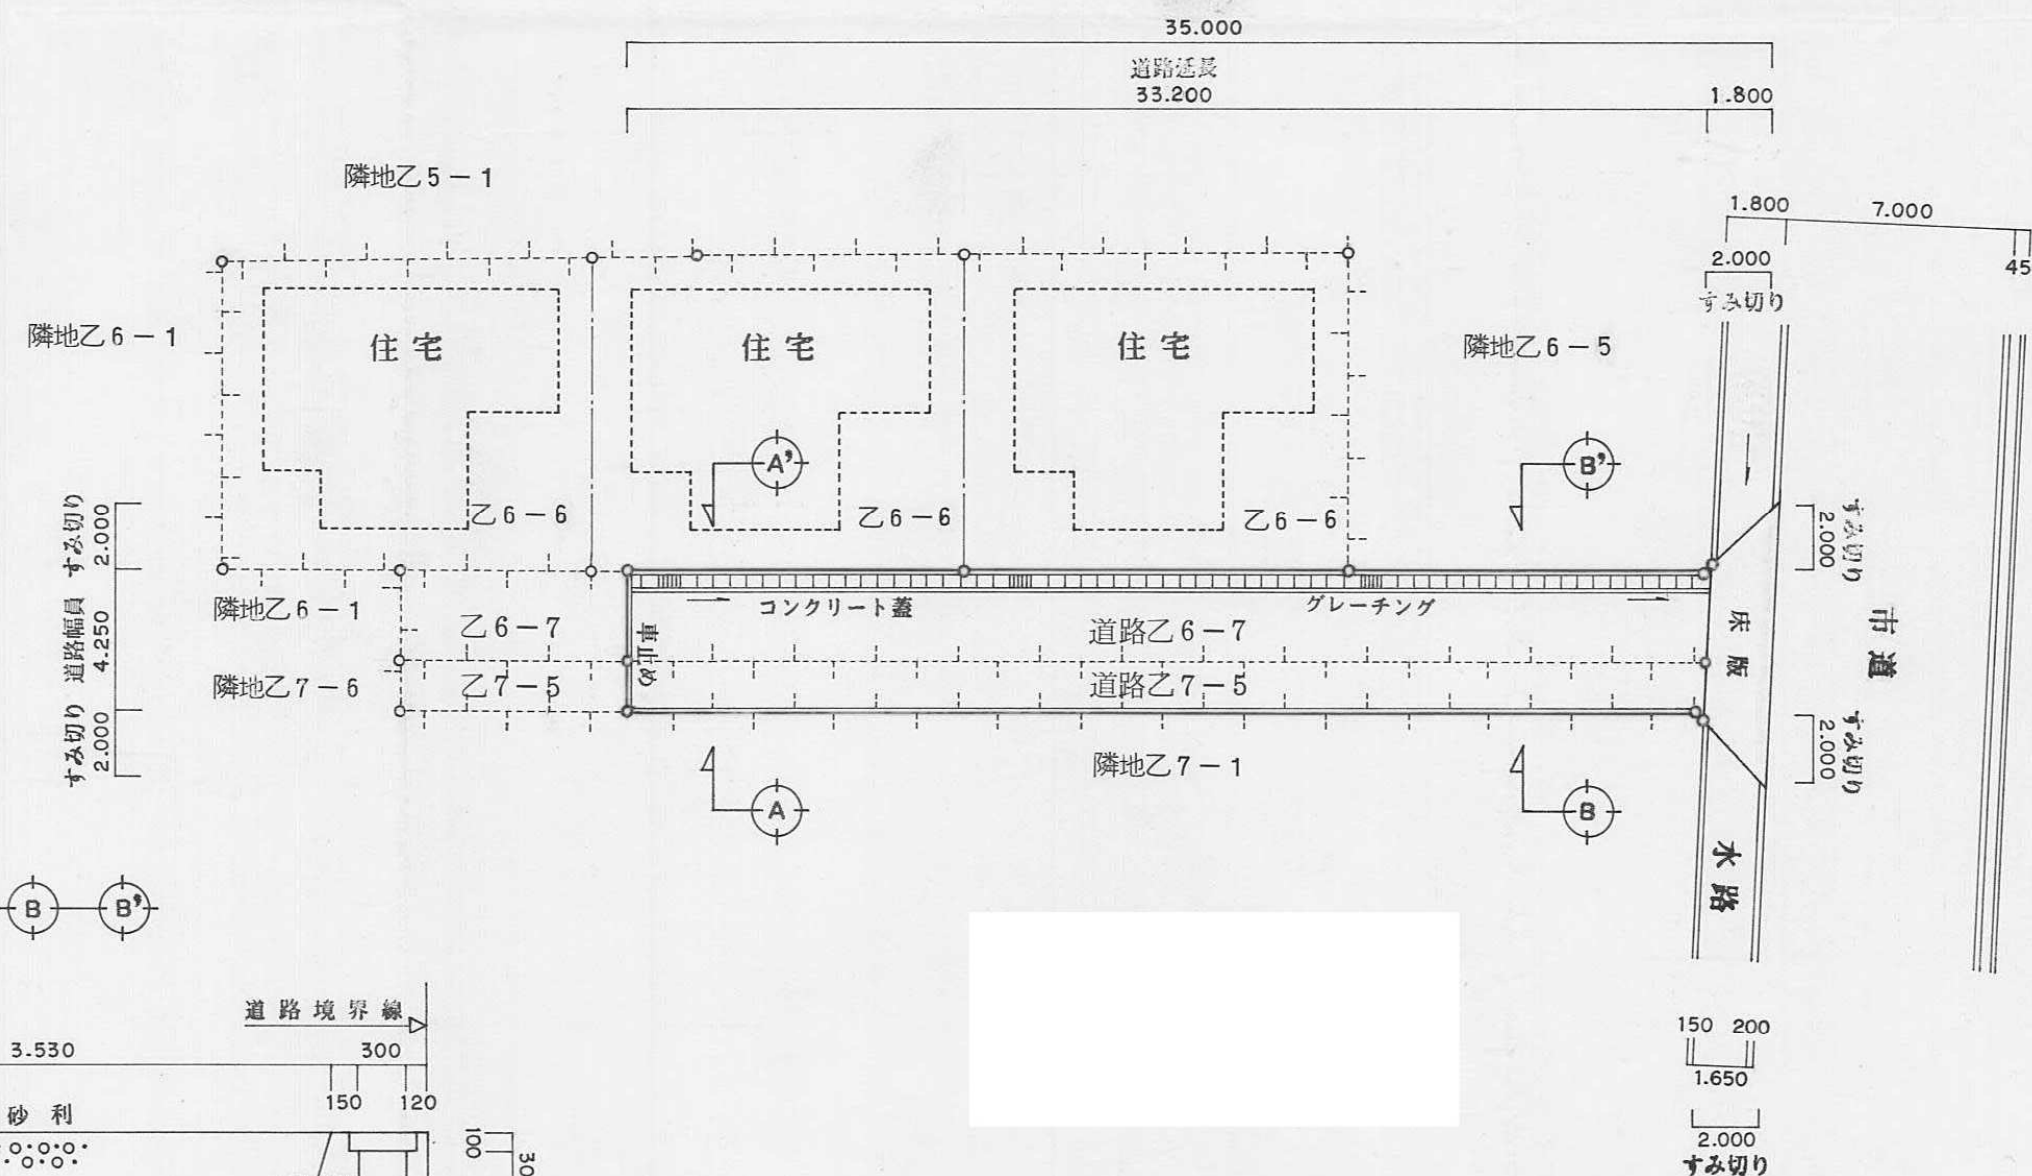 35.000
道路延長
33.200
1.800
隣地乙5-1
1.800
7.000
2.000
すみ切り
45
隣地乙6-1
住宅
住宅
住宅
隣地乙6-5
A'
B'
乙6-6
乙6-6
乙6-6
すみ切り
2.000
道路幅員
4.250
すみ切り
2.000
すみ切り
2.000
コンクリート蓋
グレーチング
隣地乙6-1
乙6-7
車止め
道路乙6-7
床版
市道
隣地乙7-6
乙7-5
道路乙7-5
すみ切り
2.000
隣地乙7-1
A
B
水路
B
B'
道路境界線
3.530
300
150
120
砂利
100
30
150
200
1.650
2.000
すみ切り